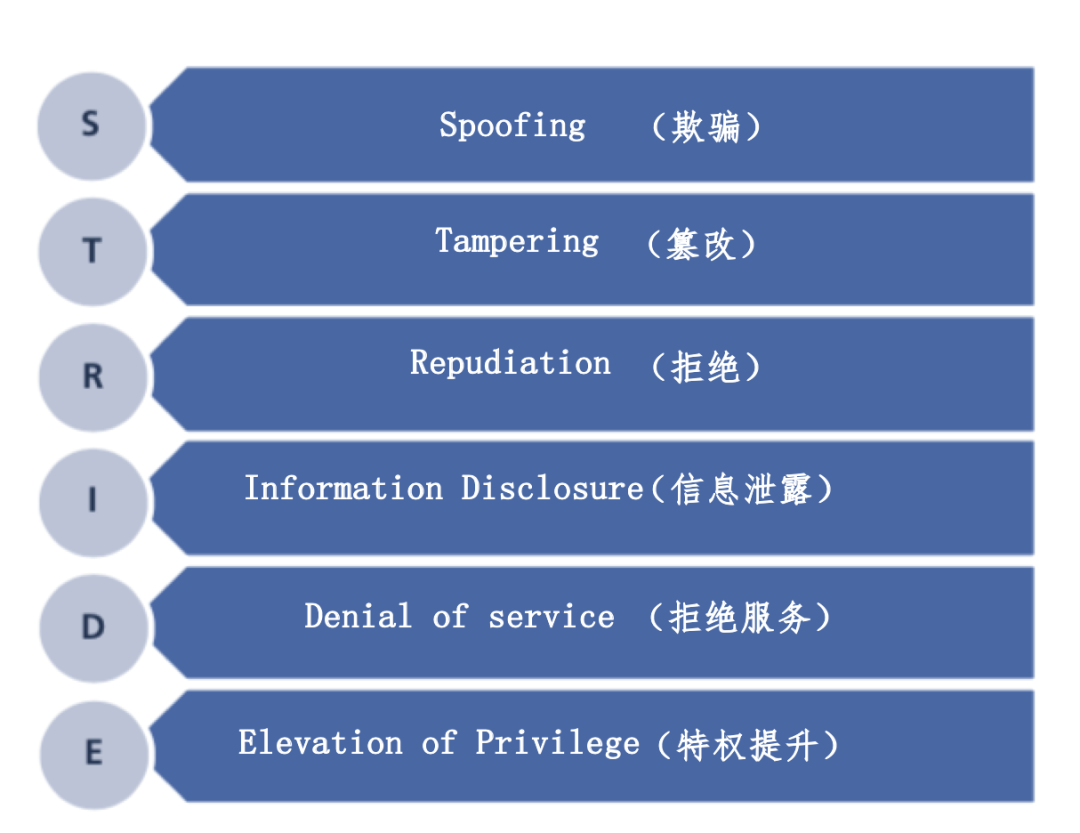 S Spoofing （欺骗）
T Tampering （篡改）
R Repudiation （拒绝）
I Information Disclosure（信息泄露）
D Denial of service （拒绝服务）
E Elevation of Privilege（特权提升）